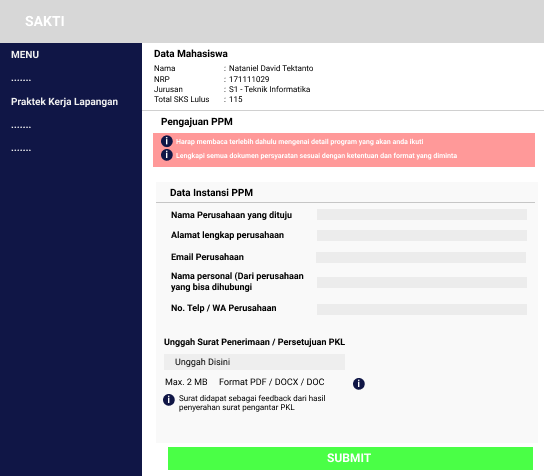 SAKTI
MENU
.......
Praktek Kerja Lapangan
.......
.......
Data Mahasiswa
Nama : Nataniel David Tektanto
NRP : 171111029
Jurusan : S1 - Teknik Informatika
Total SKS Lulus : 115
Pengajuan PPM
Harap membaca terlebih dahulu mengenai detail program yang akan anda ikuti
Lengkapi semua dokumen persyaratan sesuai dengan ketentuan dan format yang diminta
Data Instansi PPM
Nama Perusahaan yang dituju
Alamat lengkap perusahaan
Email Perusahaan
Nama personal (Dari perusahaan
yang bisa dihubungi
No. Telp / WA Perusahaan
Unggah Surat Penerimaan / Persetujuan PKL
Unggah Disini
Max. 2 MB Format PDF / DOCX / DOC
Surat didapat sebagai feedback dari hasil
penyerahan surat pengantar PKL
SUBMIT